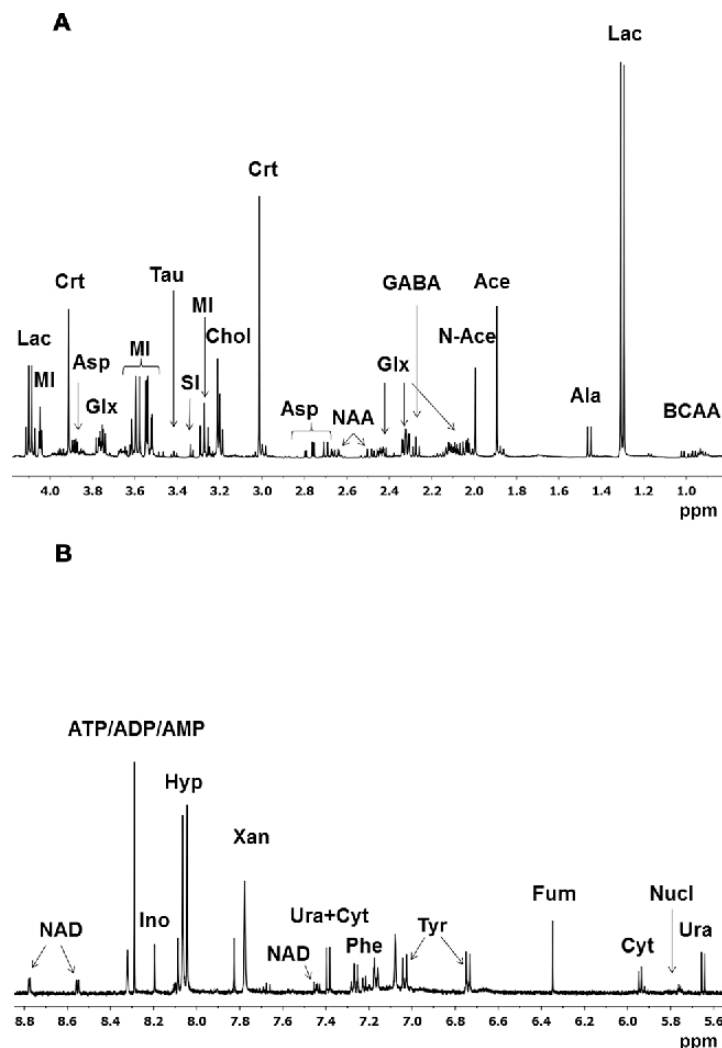 A
Lac
Crt
Crt
Tau
GABA
Ace
MI
Lac
Asp
MI
Chol
N-Ace
MI
SI
Glx
Glx
Asp
NAA
Ala
BCAA
4.0 3.8 3.6 3.4 3.2 3.0 2.8 2.6 2.4 2.2 2.0 1.8 1.6 1.4 1.2 1.0
ppm
B
ATP/ADP/AMP
Hyp
Xan
NAD
Ino
Ura+Cyt
NAD
Phe
Tyr
Fum
Nucl
Cyt
Ura
8.8 8.6 8.4 8.2 8.0 7.8 7.6 7.4 7.2 7.0 6.8 6.6 6.4 6.2 6.0 5.8 5.6
ppm